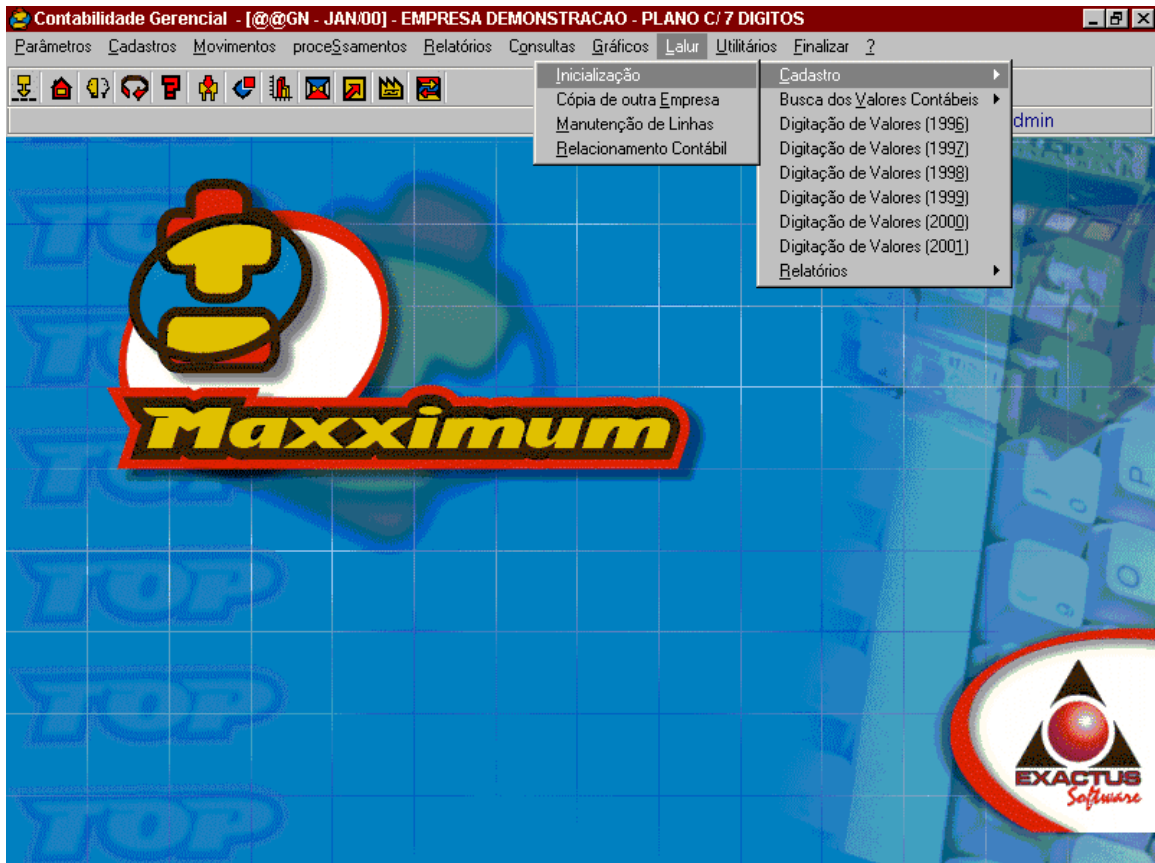 Contabilidade Gerencial - [@@GN - JAN/00] - EMPRESA DEMONSTRACAO - PLANO C/ 7 DIGITOS
Parâmetros Cadastros Movimentos proceSsamentos Relatórios Consultas Gráficos Lalur Utilitários Finalizar ?
Inicialização
Cópia de outra Empresa
Manutenção de Linhas
Relacionamento Contábil
Cadastro
Busca dos Valores Contábeis
Digitação de Valores (1996)
Digitação de Valores (1997)
Digitação de Valores (1998)
Digitação de Valores (1999)
Digitação de Valores (2000)
Digitação de Valores (2001)
Relatórios
dmin
Maxximum
TOP
TOP
TOP
TOP
TOP
TOP
EXACTUS
Software